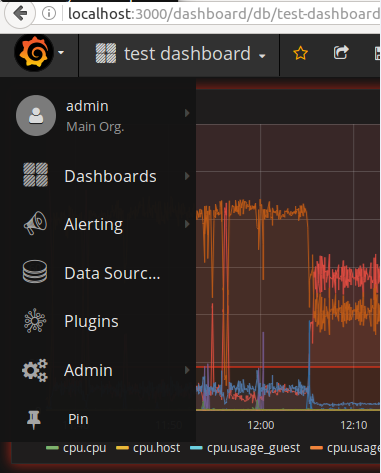 localhost:3000/dashboard/db/test-dashboard
test dashboard
admin
Main Org.
Dashboards
Alerting
Data Sourc...
Plugins
Admin
Pin
12:00
12:10
cpu.cpu
cpu.host
cpu.usage_guest
cpu.usag